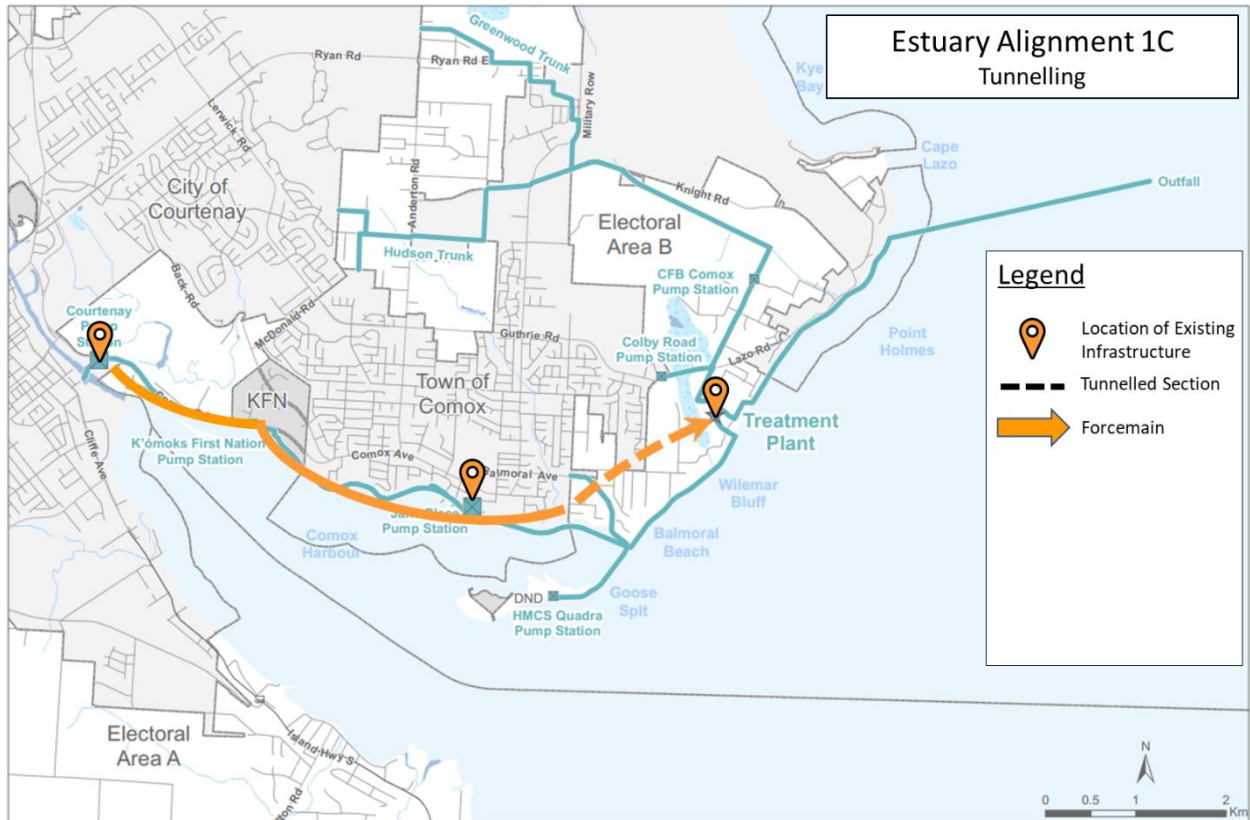 Estuary Alignment 1C
Tunnelling
Greenwood Trunk
Ryan Rd
Ryan Rd E
Military Row
Kye
Bay
Cape
Lazo
Lerwick Rd
City of
Courtenay
Anderton Rd
Knight Rd
Outfall
Electoral
Area B
Hudson Trunk
Back Rd
CFB Comox
Pump Station
Courtenay
McDonald Rd
Guthrie Rd
Point
Holmes
Colby Road
Pump Station
Lazo Rd
Town of
Comox
KFN
Treatment
Plant
K'ómoks First Nation
Pump Station
Cliffe Ave
Comox Ave
Balmoral Ave
Wilemar
Bluff
Pump Station
Comox
Harbour
Balmoral
Beach
Goose
Spit
DND
HMCS Quadra
Pump Station
Electoral
Area A
Island Hwy S
Legend
Location of Existing
Infrastructure
Tunnelled Section
Forcemain
N
0 0.5 1 2
Km